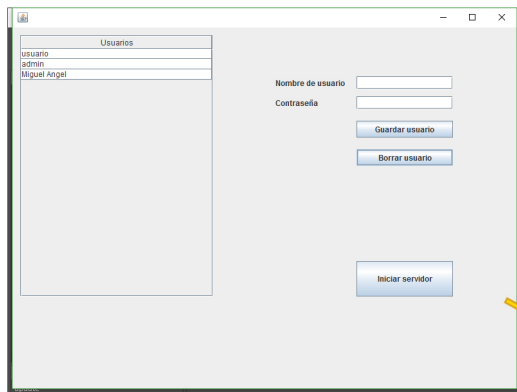 Usuarios
usuario
admin
Miguel Angel
Nombre de usuario
Contraseña
Guardar usuario
Borrar usuario
Iniciar servidor